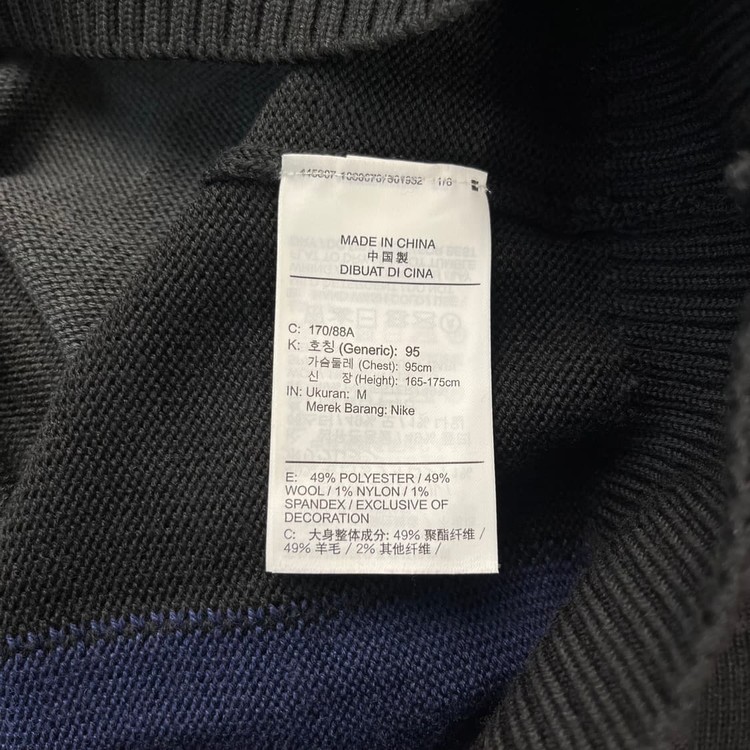 MADE IN CHINA
中国製
DIBUAT DI CINA
C: 170/88A
K: 호칭 (Generic): 95
가슴둘레 (Chest): 95cm
신 장 (Height): 165-175cm
IN: Ukuran: M
Merek Barang: Nike
E: 49% POLYESTER / 49%
WOOL / 1% NYLON / 1%
SPANDEX / EXCLUSIVE OF
DECORATION
C: 大身整体成分: 49% 聚酯纤维 /
49% 羊毛 / 2% 其他纤维 /